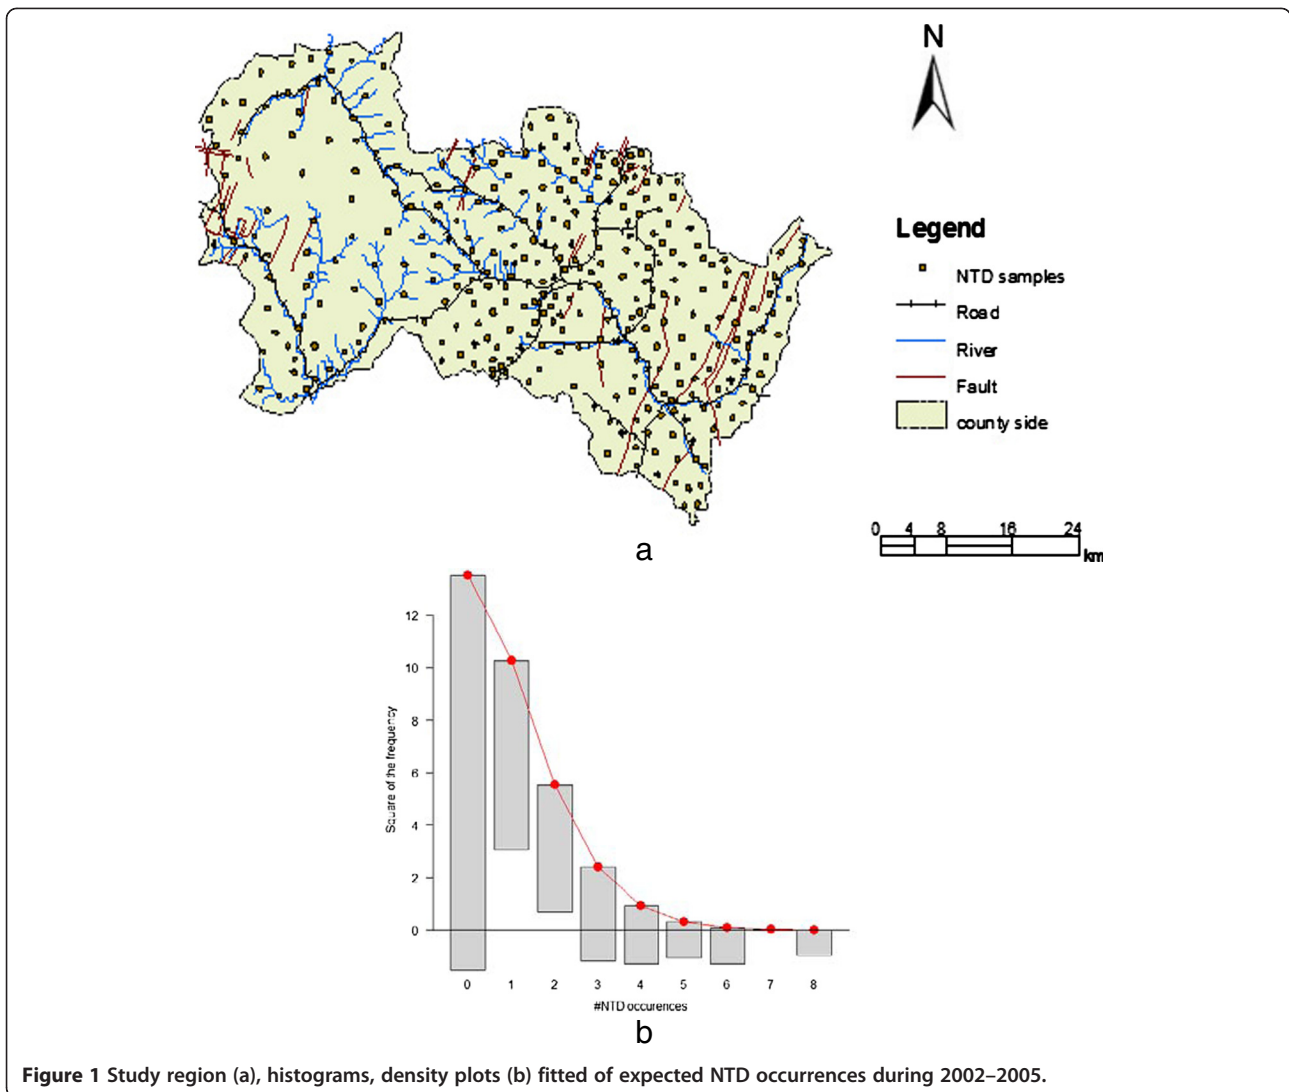 N
Legend
NTD samples
Road
River
Fault
county side
0 4 8 16 24
km
a
12
10
8
6
4
2
0
Square of the frequency
0 1 2 3 4 5 6 7 8
#NTD occurences
b
Figure 1 Study region (a), histograms, density plots (b) fitted of expected NTD occurrences during 2002–2005.